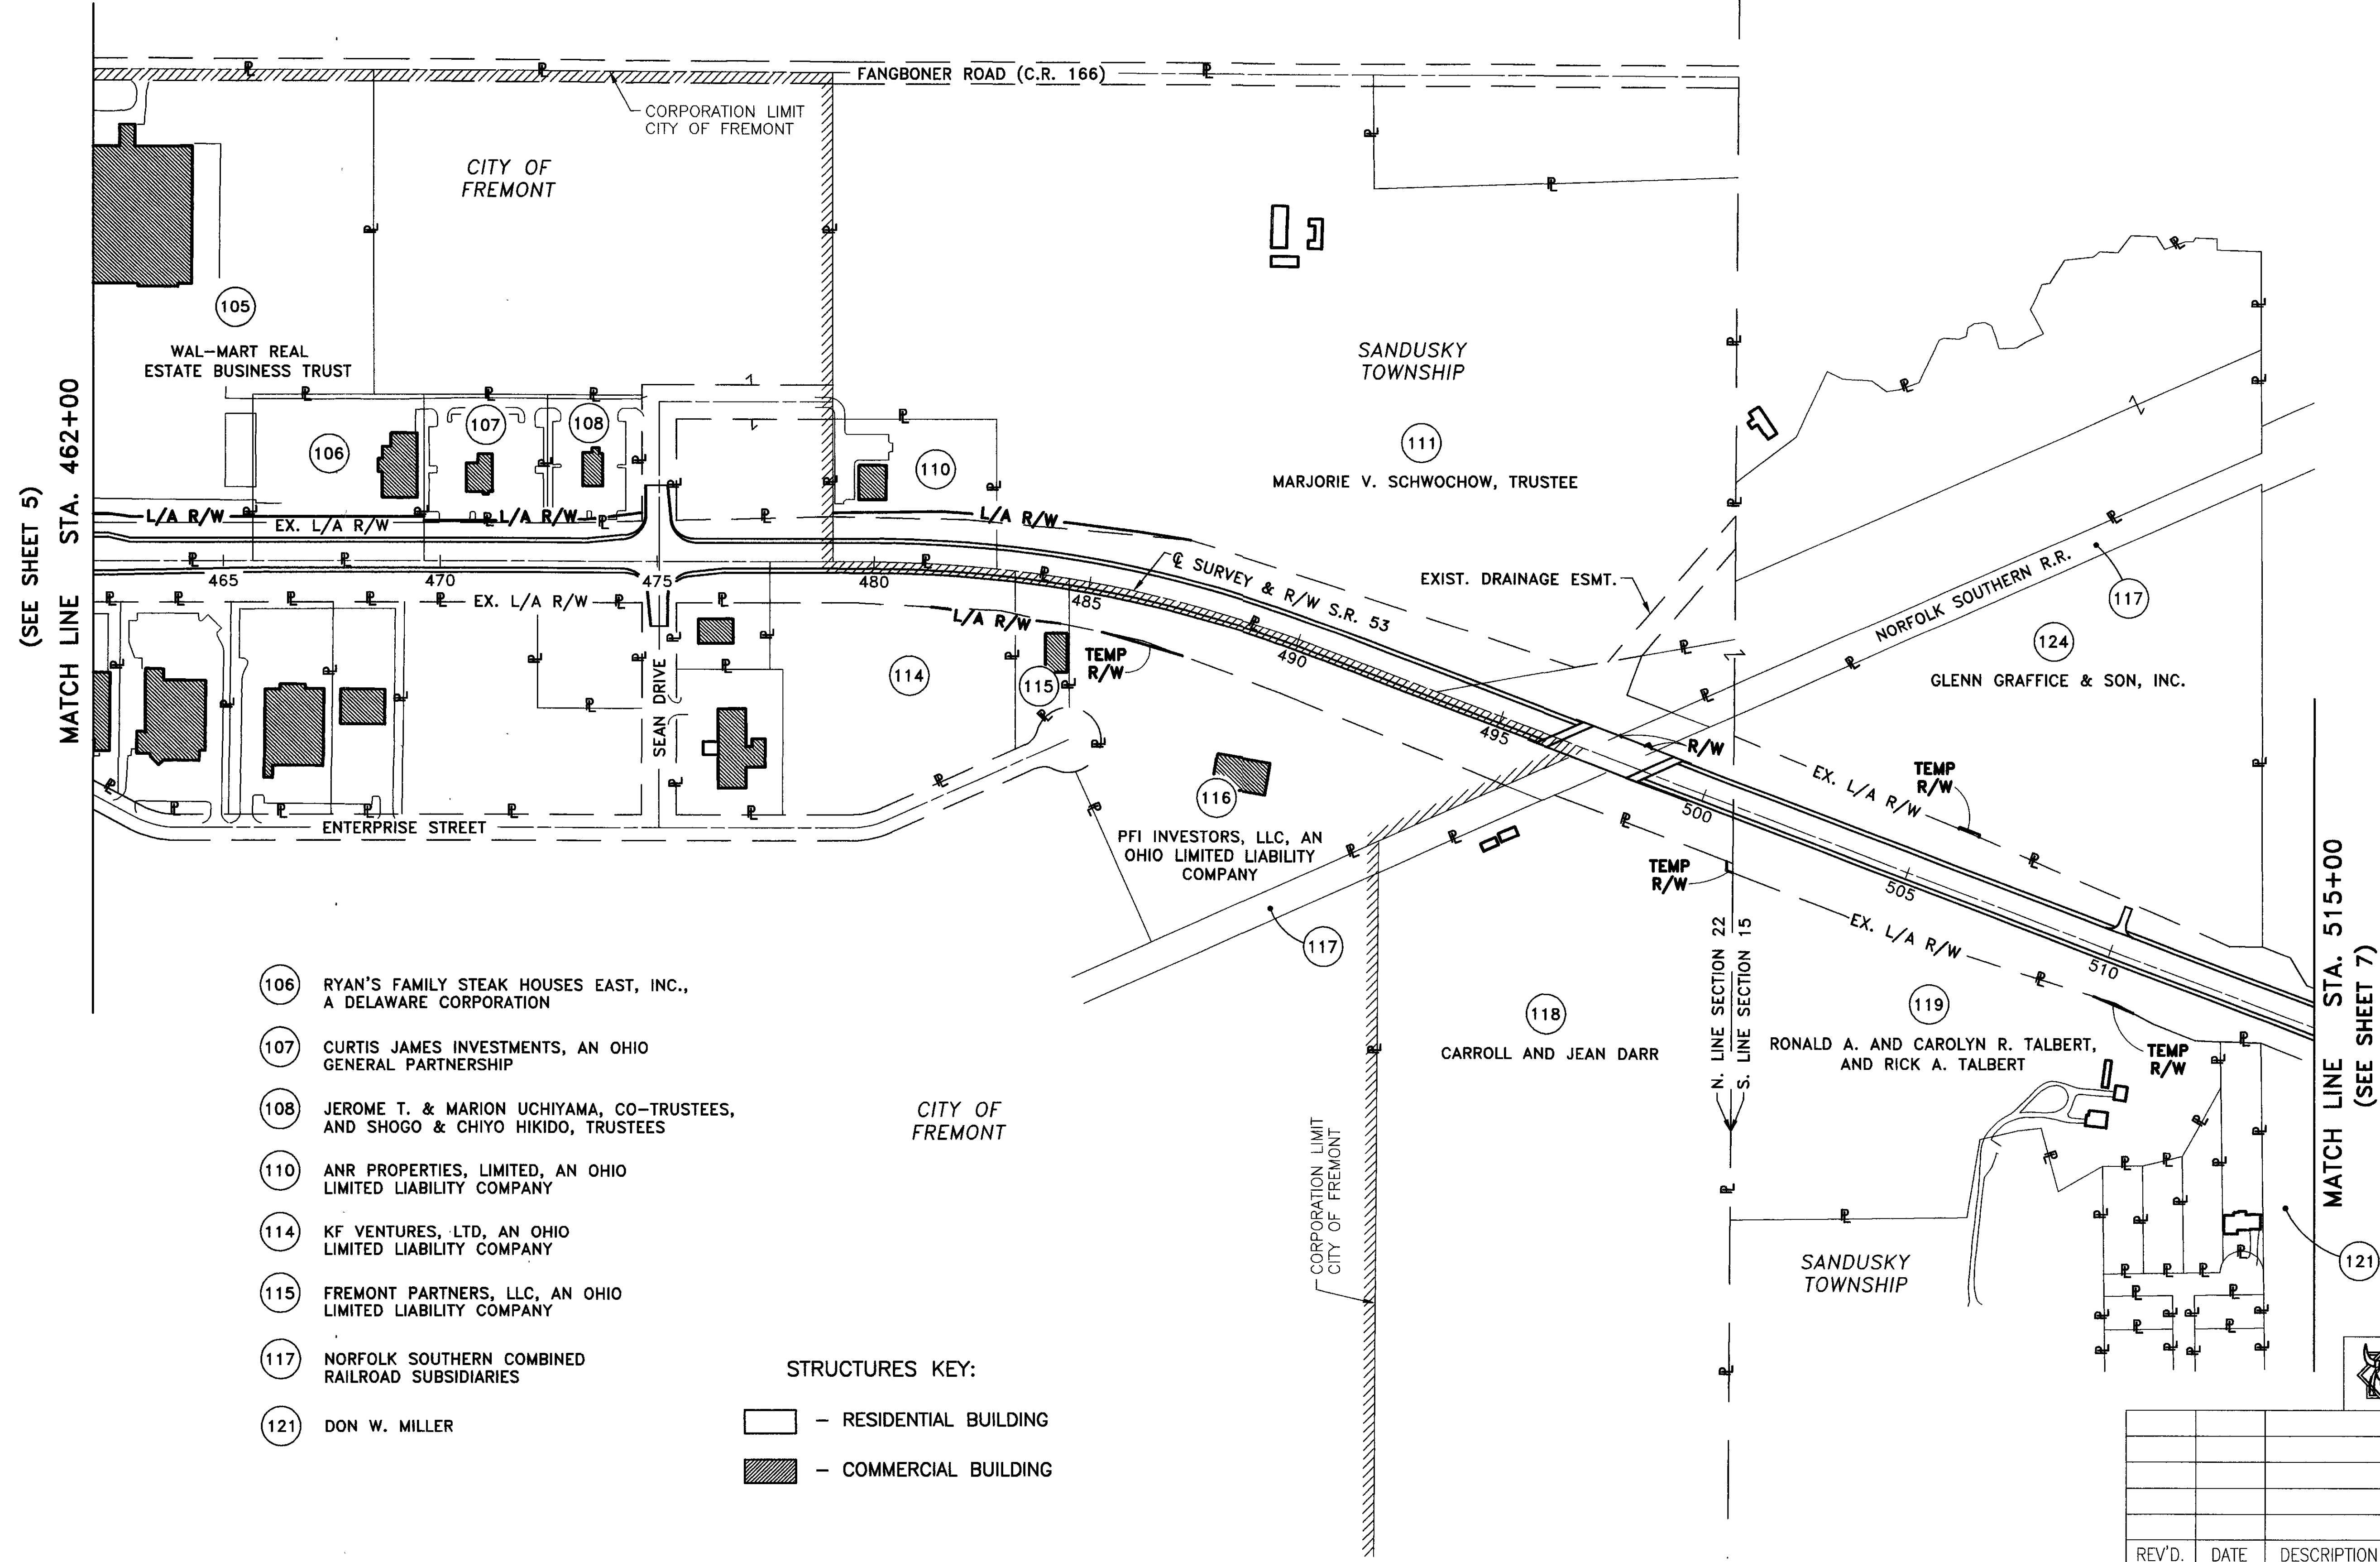 FANGBONER ROAD (C.R. 166)
CORPORATION LIMIT
CITY OF FREMONT
CITY OF
FREMONT
105
WAL-MART REAL
ESTATE BUSINESS TRUST
(SEE SHEET 5)
MATCH LINE STA. 462+00
106
107
108
110
SANDUSKY
TOWNSHIP
111
MARJORIE V. SCHWOCHOW, TRUSTEE
L/A R/W
EX. L/A R/W
L/A R/W
L/A R/W
465
470
475
480
485
490
495
500
505
510
℄ SURVEY & R/W S.R. 53
EXIST. DRAINAGE ESMT.
NORFOLK SOUTHERN R.R.
117
124
GLENN GRAFFICE & SON, INC.
EX. L/A R/W
L/A R/W
TEMP
R/W
SEAN DRIVE
114
115
116
PFI INVESTORS, LLC, AN
OHIO LIMITED LIABILITY
COMPANY
ENTERPRISE STREET
R/W
EX. L/A R/W
TEMP
R/W
TEMP
R/W
EX. L/A R/W
117
118
CARROLL AND JEAN DARR
N. LINE SECTION 22
S. LINE SECTION 15
119
RONALD A. AND CAROLYN R. TALBERT,
AND RICK A. TALBERT
TEMP
R/W
MATCH LINE STA. 515+00
(SEE SHEET 7)
121
CITY OF
FREMONT
CORPORATION LIMIT
CITY OF FREMONT
SANDUSKY
TOWNSHIP
106 RYAN'S FAMILY STEAK HOUSES EAST, INC.,
A DELAWARE CORPORATION
107 CURTIS JAMES INVESTMENTS, AN OHIO
GENERAL PARTNERSHIP
108 JEROME T. & MARION UCHIYAMA, CO-TRUSTEES,
AND SHOGO & CHIYO HIKIDO, TRUSTEES
110 ANR PROPERTIES, LIMITED, AN OHIO
LIMITED LIABILITY COMPANY
114 KF VENTURES, LTD, AN OHIO
LIMITED LIABILITY COMPANY
115 FREMONT PARTNERS, LLC, AN OHIO
LIMITED LIABILITY COMPANY
117 NORFOLK SOUTHERN COMBINED
RAILROAD SUBSIDIARIES
121 DON W. MILLER
STRUCTURES KEY:
– RESIDENTIAL BUILDING
– COMMERCIAL BUILDING
REV'D. DATE DESCRIPTION